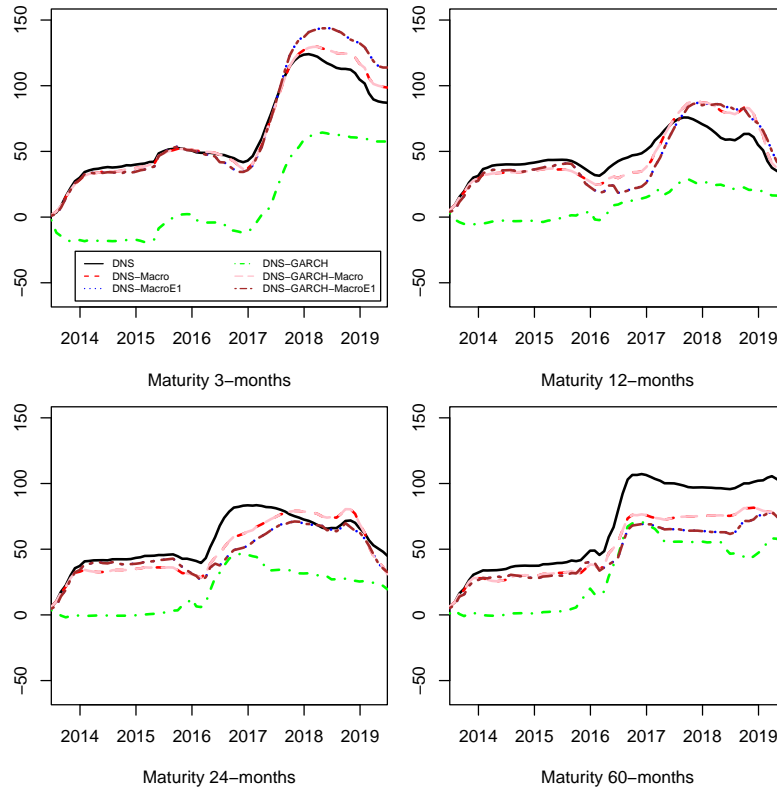 150
100
50
0
−50
DNS
DNS−Macro
DNS−MacroE1
DNS−GARCH
DNS−GARCH−Macro
DNS−GARCH−MacroE1
2014 2015 2016 2017 2018 2019
Maturity 3−months
150
100
50
0
−50
2014 2015 2016 2017 2018 2019
Maturity 12−months
150
100
50
0
−50
2014 2015 2016 2017 2018 2019
Maturity 24−months
150
100
50
0
−50
2014 2015 2016 2017 2018 2019
Maturity 60−months